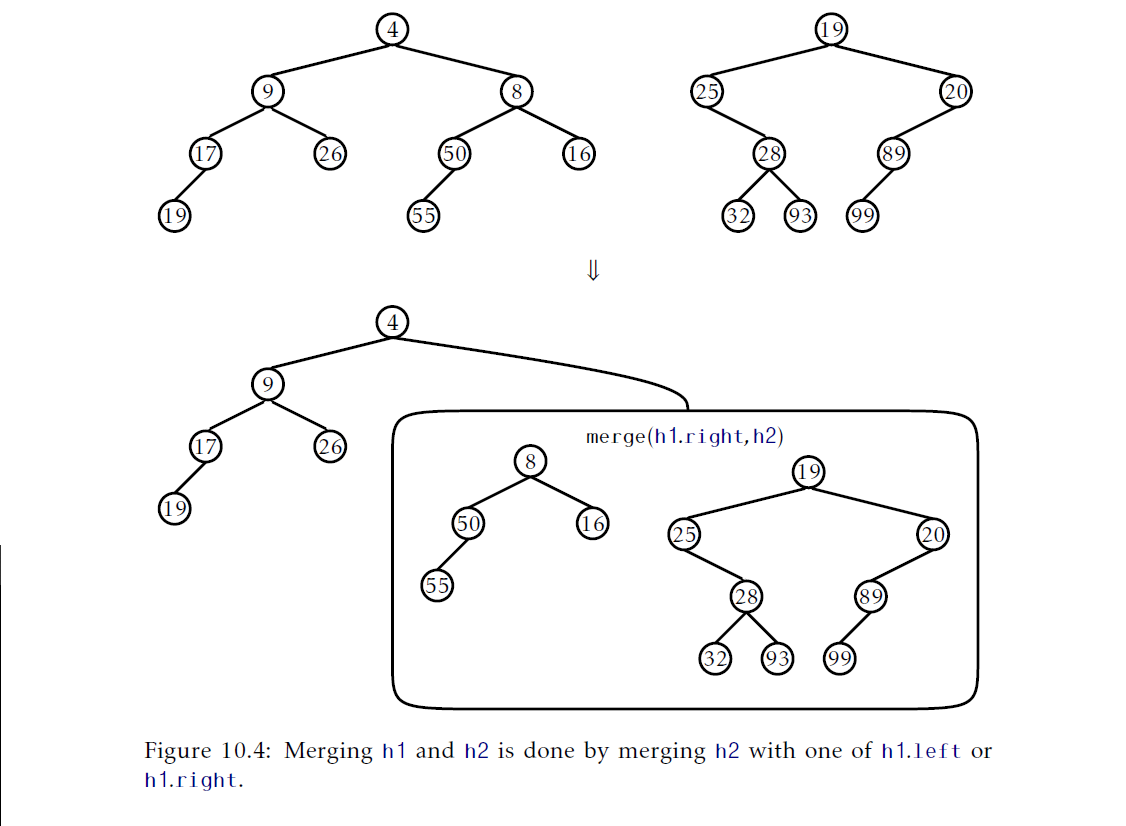 4 19
9 8 25 20
17 26 50 16 28 89
19 55 32 93 99
⇓
4
9
merge(h1.right,h2)
17 26 8 19
19 50 16 25 20
55 28 89
32 93 99
Figure 10.4: Merging h1 and h2 is done by merging h2 with one of h1.left or
h1.right.